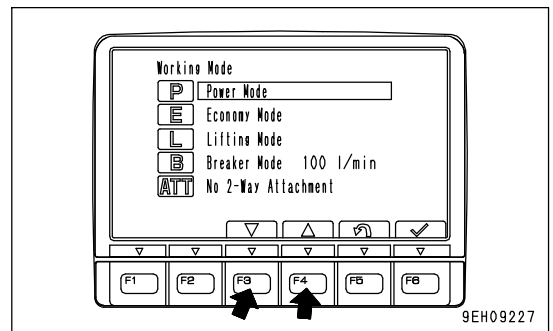 Working Mode
P Power Mode
E Economy Mode
L Lifting Mode
B Breaker Mode 100 l/min
ATT No 2-Way Attachment
F1 F2 F3 F4 F5 F6
9EH09227